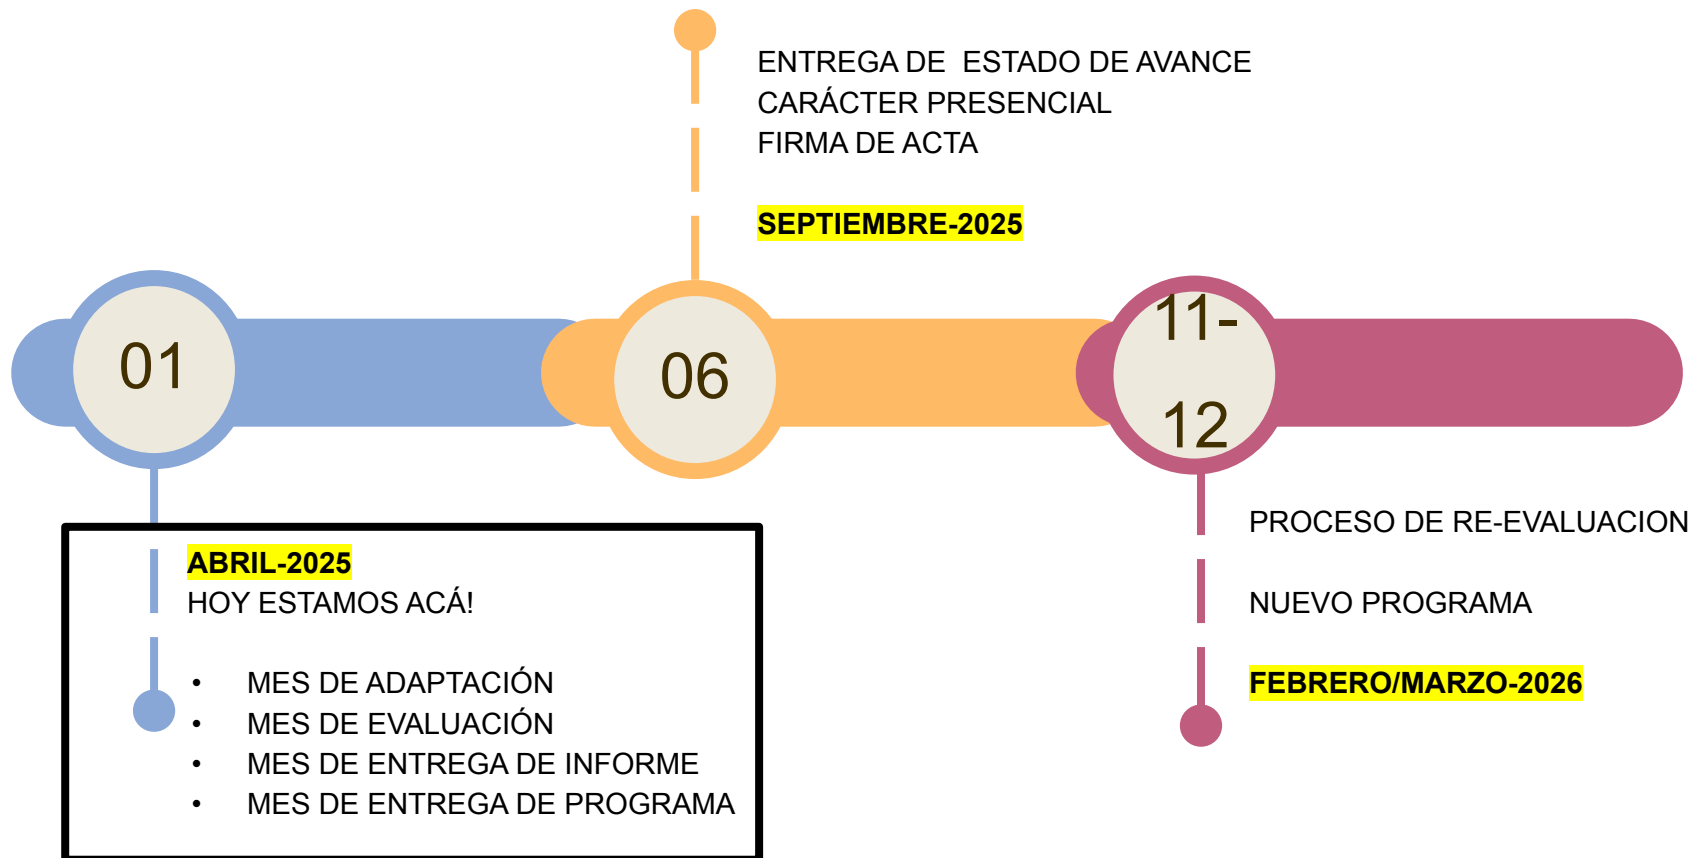 ENTREGA DE ESTADO DE AVANCE
CARÁCTER PRESENCIAL
FIRMA DE ACTA
SEPTIEMBRE-2025
01
06
11-
12
ABRIL-2025
HOY ESTAMOS ACÁ!
• MES DE ADAPTACIÓN
• MES DE EVALUACIÓN
• MES DE ENTREGA DE INFORME
• MES DE ENTREGA DE PROGRAMA
PROCESO DE RE-EVALUACION
NUEVO PROGRAMA
FEBRERO/MARZO-2026